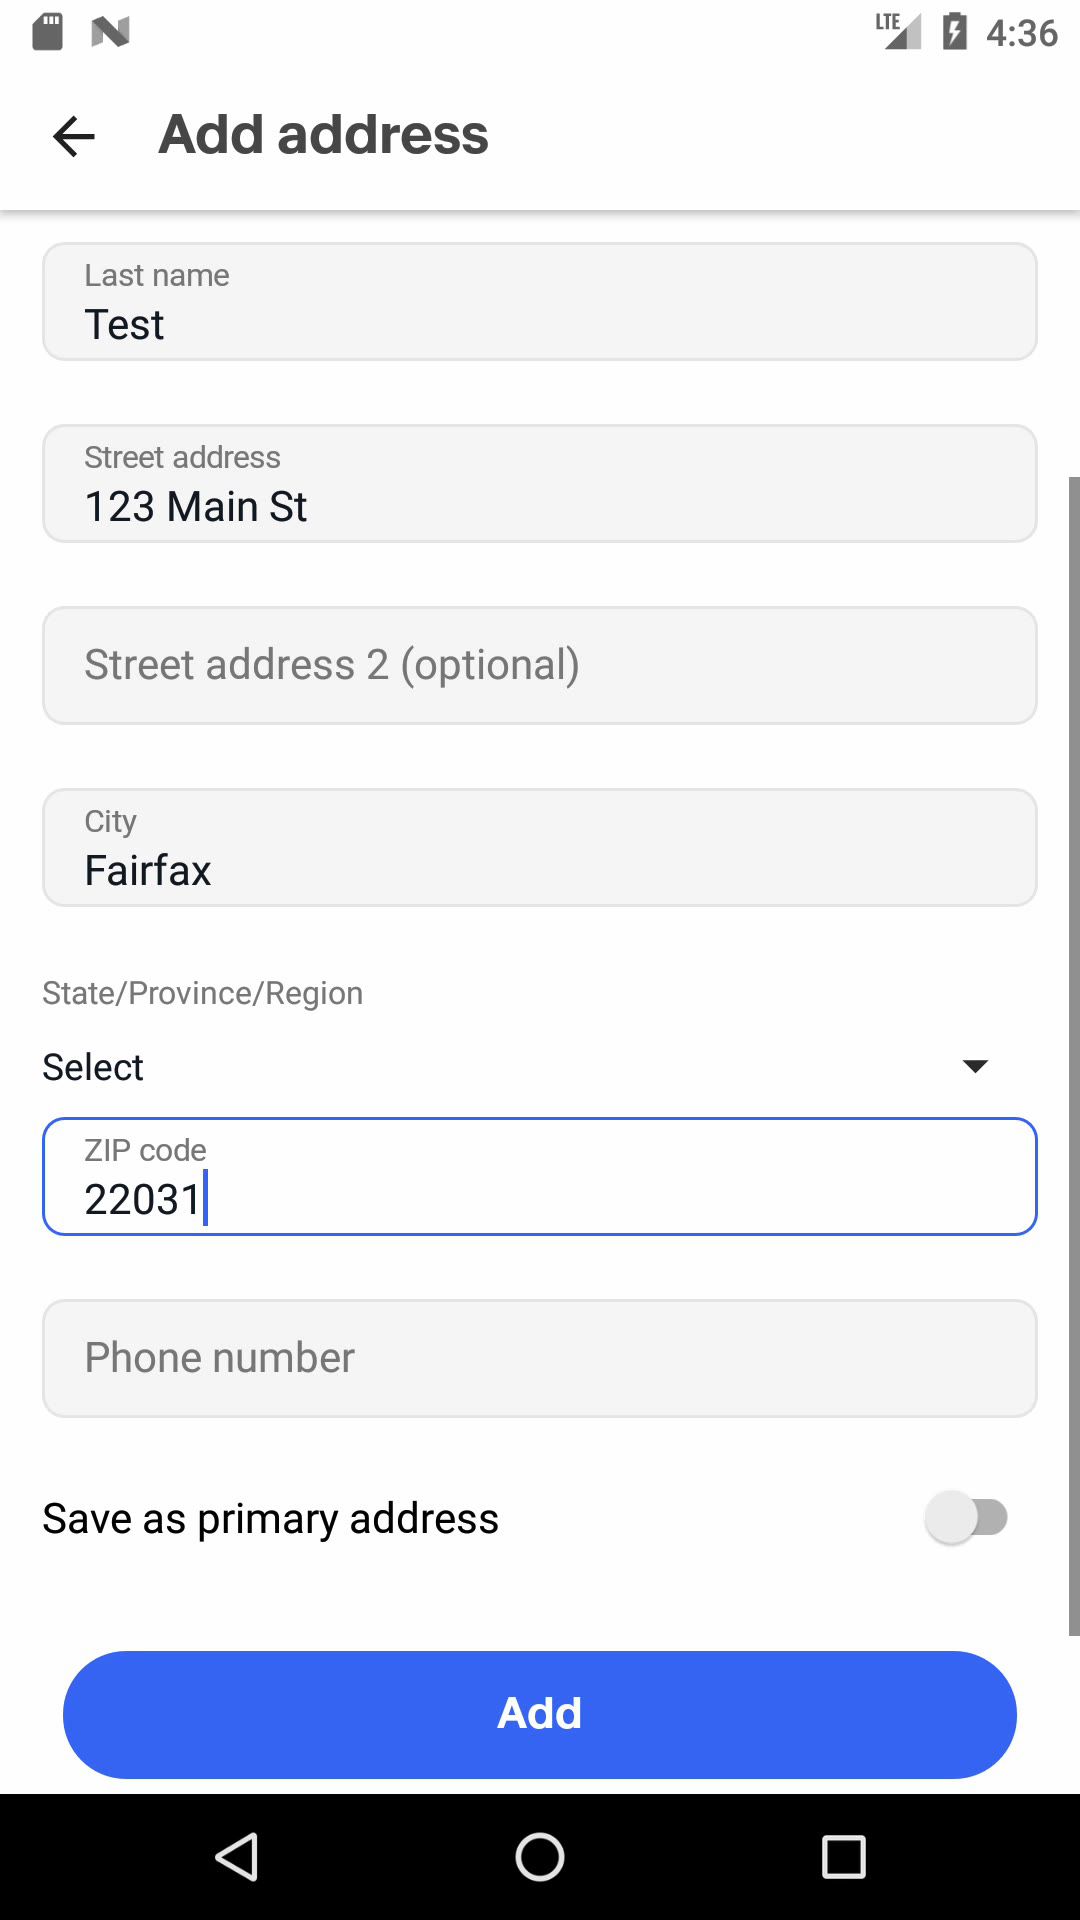 LTE 4:36
Add address
Last name
Test
Street address
123 Main St
Street address 2 (optional)
City
Fairfax
State/Province/Region
Select
ZIP code
22031
Phone number
Save as primary address
Add